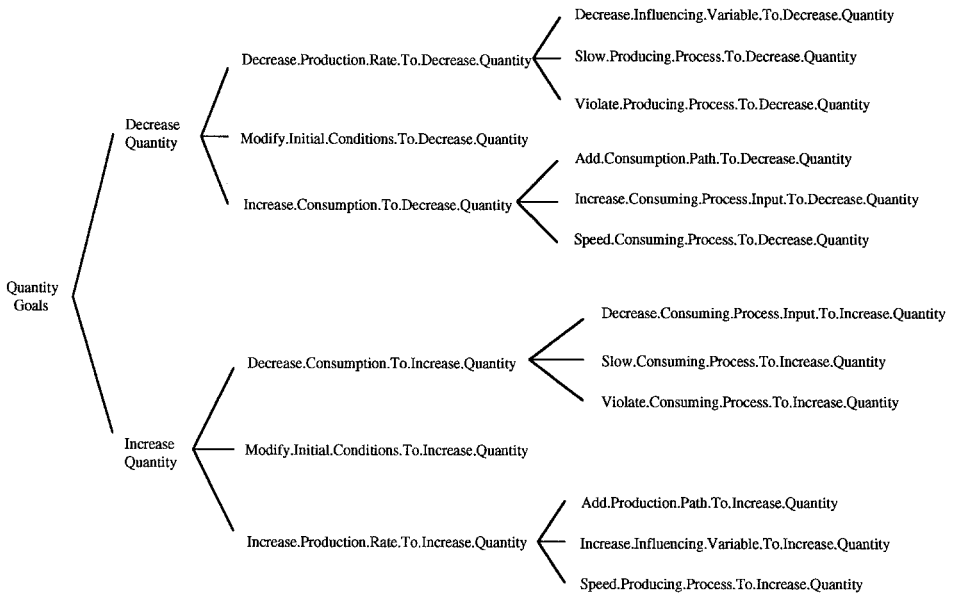 Decrease.Influencing.Variable.To.Decrease.Quantity
Decrease.Production.Rate.To.Decrease.Quantity
Slow.Producing.Process.To.Decrease.Quantity
Violate.Producing.Process.To.Decrease.Quantity
Decrease
Quantity
Modify.Initial.Conditions.To.Decrease.Quantity
Add.Consumption.Path.To.Decrease.Quantity
Increase.Consumption.To.Decrease.Quantity
Increase.Consuming.Process.Input.To.Decrease.Quantity
Speed.Consuming.Process.To.Decrease.Quantity
Quantity
Goals
Decrease.Consuming.Process.Input.To.Increase.Quantity
Decrease.Consumption.To.Increase.Quantity
Slow.Consuming.Process.To.Increase.Quantity
Violate.Consuming.Process.To.Increase.Quantity
Increase
Quantity
Modify.Initial.Conditions.To.Increase.Quantity
Add.Production.Path.To.Increase.Quantity
Increase.Production.Rate.To.Increase.Quantity
Increase.Influencing.Variable.To.Increase.Quantity
Speed.Producing.Process.To.Increase.Quantity